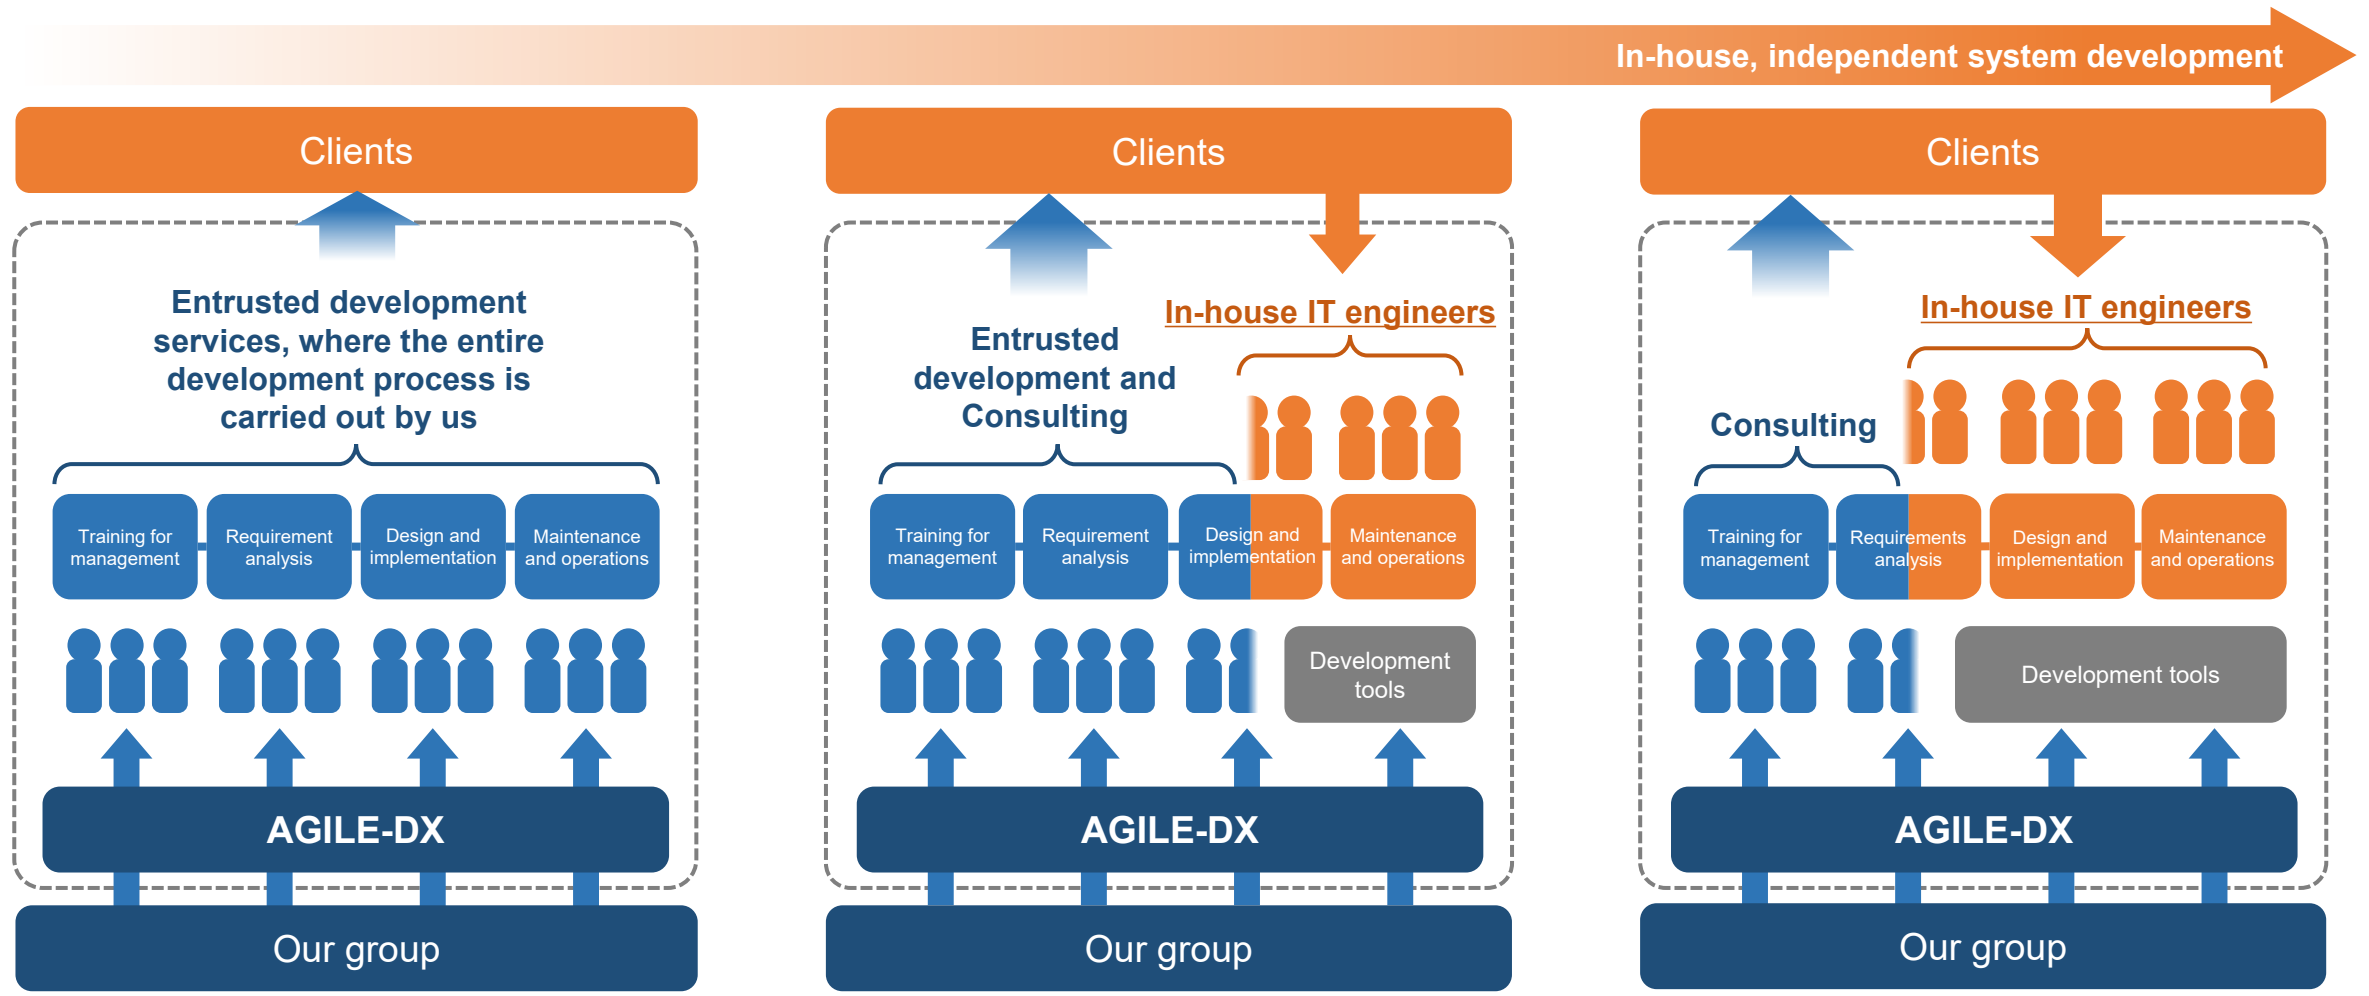 In-house, independent system development
Clients
Entrusted development
services, where the entire
development process is
carried out by us
Training for
management
Requirement
analysis
Design and
implementation
Maintenance
and operations
AGILE-DX
Our group
Clients
In-house IT engineers
Entrusted
development and
Consulting
Training for
management
Requirement
analysis
Design and
implementation
Maintenance
and operations
Development
tools
AGILE-DX
Our group
Clients
In-house IT engineers
Consulting
Training for
management
Requirements
analysis
Design and
implementation
Maintenance
and operations
Development tools
AGILE-DX
Our group